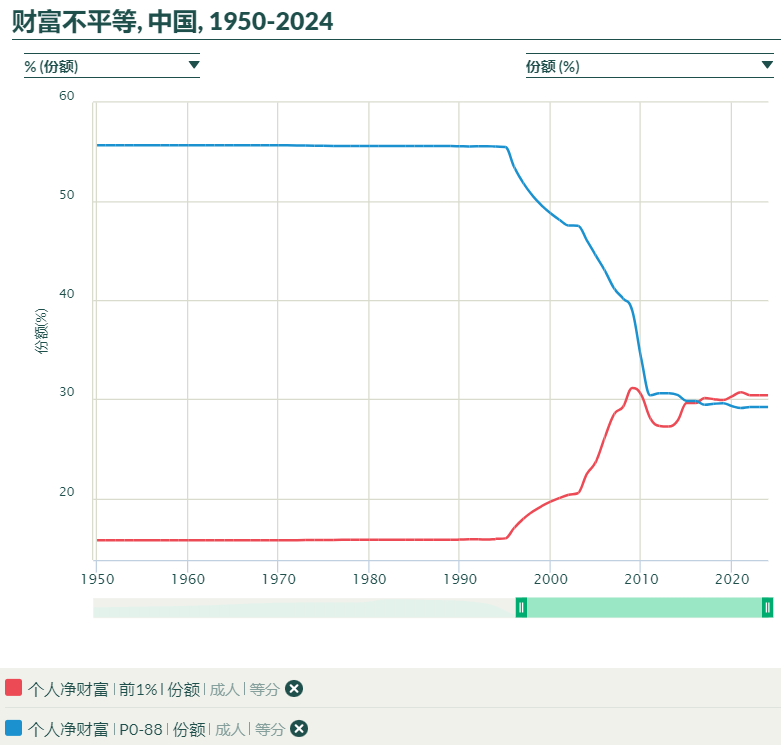 财富不平等, 中国, 1950-2024
% (份额)
份额 (%)
60
50
40
30
20
份额(%)
1950 1960 1970 1980 1990 2000 2010 2020
个人净财富 | 前1% | 份额 | 成人 | 等分
个人净财富 | P0-88 | 份额 | 成人 | 等分